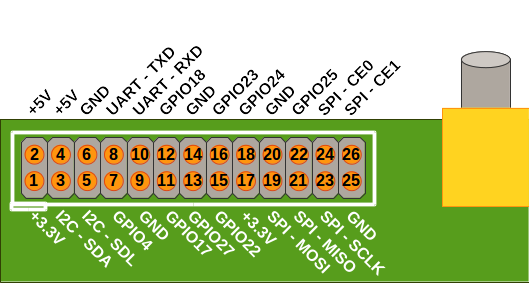 +5V
+5V
GND
UART - TXD
UART - RXD
GPIO18
GND
GPIO23
GPIO24
GND
GPIO25
SPI - CE0
SPI - CE1
2 4 6 8 10 12 14 16 18 20 22 24 26
1 3 5 7 9 11 13 15 17 19 21 23 25
+3.3V
I2C - SDA
I2C - SDL
GPIO4
GND
GPIO17
GPIO27
GPIO22
+3.3V
SPI - MOSI
SPI - MISO
SPI - SCLK
GND